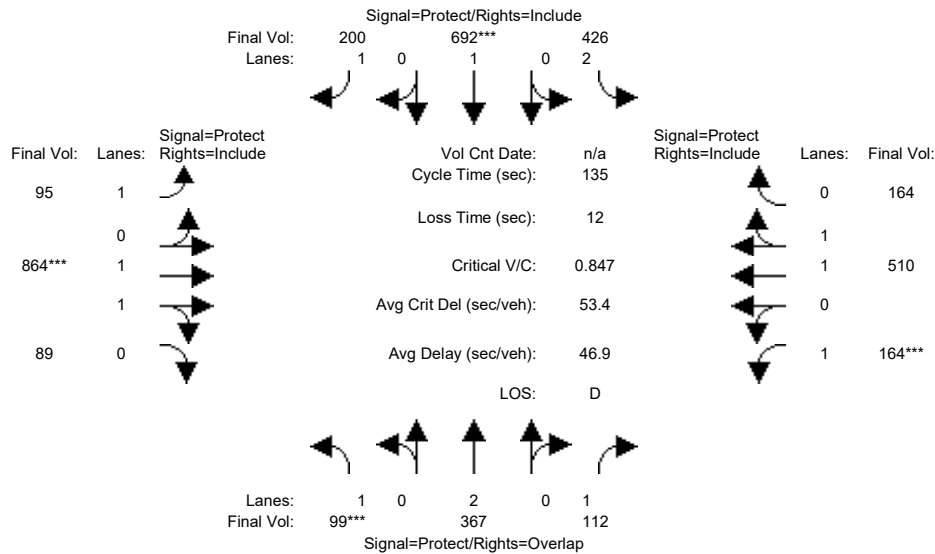 Signal=Protect/Rights=Include
Final Vol: 200 692*** 426
Lanes: 1 0 1 0 2
Signal=Protect
Final Vol: Lanes: Rights=Include
Vol Cnt Date: n/a
Cycle Time (sec): 135
Signal=Protect
Rights=Include Lanes: Final Vol:
95 1
0 164
Loss Time (sec): 12
0
1
864*** 1
Critical V/C: 0.847
1 510
1
Avg Crit Del (sec/veh): 53.4
0
89 0
Avg Delay (sec/veh): 46.9
1 164***
LOS: D
Lanes: 1 0 2 0 1
Final Vol: 99*** 367 112
Signal=Protect/Rights=Overlap